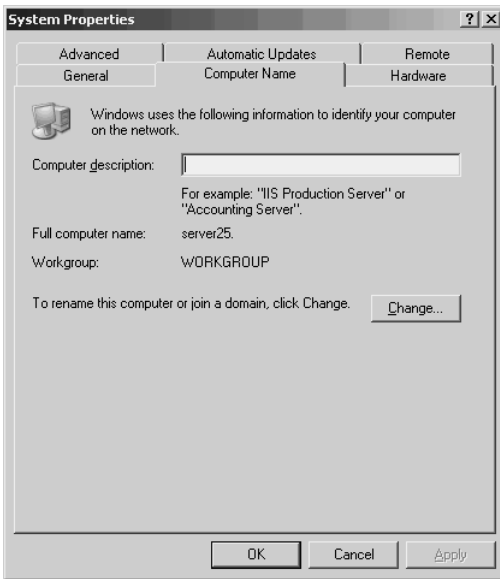 System Properties
? X
Advanced Automatic Updates Remote
General Computer Name Hardware
Windows uses the following information to identify your computer
on the network.
Computer description:
For example: "IIS Production Server" or
"Accounting Server".
Full computer name: server25.
Workgroup: WORKGROUP
To rename this computer or join a domain, click Change. Change...
OK Cancel Apply